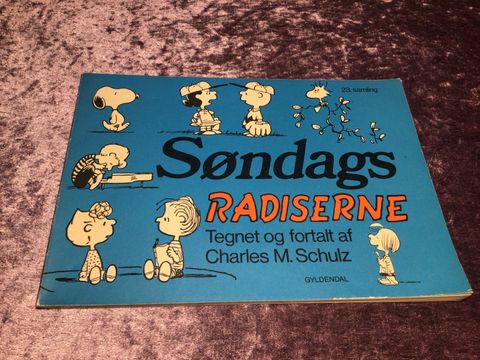 23. samling
Søndags
RADISERNE
Tegnet og fortalt af
Charles M. Schulz
GYLDENDAL